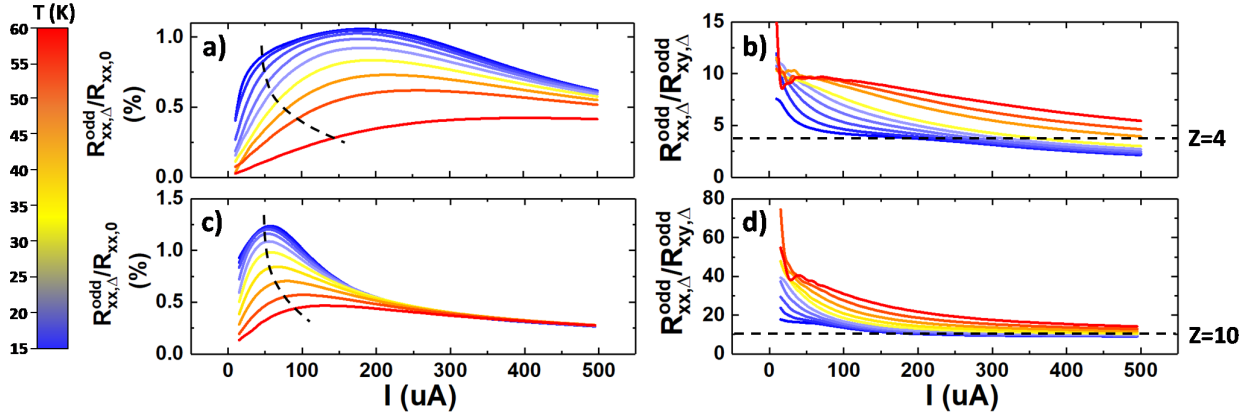 T (K)
60
55
50
45
40
35
30
25
20
15
a)
R^odd_xx,Δ/R_xx,0
(%)
1.0
0.5
0.0
b)
R^odd_xx,Δ/R^odd_xy,Δ
15
10
5
0
Z=4
c)
R^odd_xx,Δ/R_xx,0
(%)
1.5
1.0
0.5
0.0
0 100 200 300 400 500
I (uA)
d)
R^odd_xx,Δ/R^odd_xy,Δ
80
60
40
20
0
Z=10
0 100 200 300 400 500
I (uA)